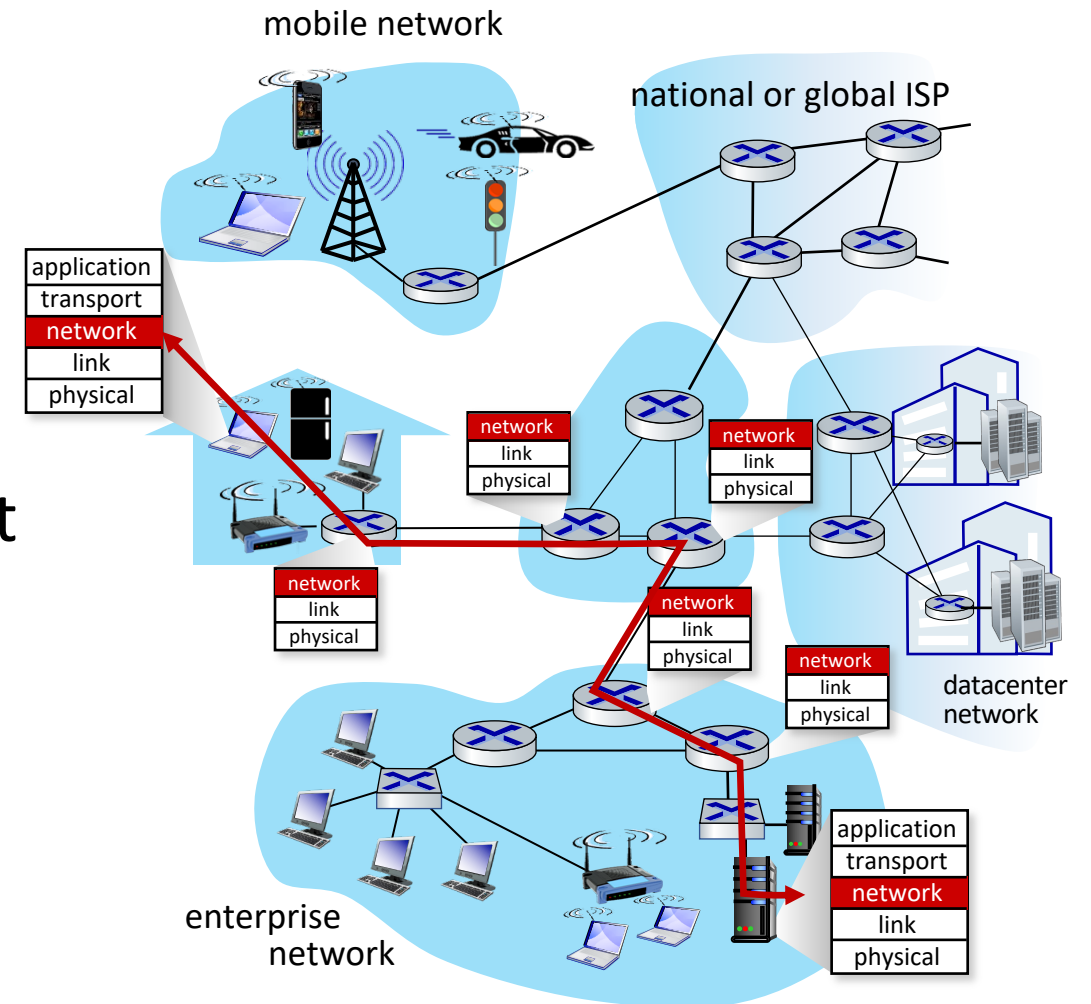 mobile network
national or global ISP
application
transport
network
link
physical
network
link
physical
network
link
physical
t
network
link
physical
network
link
physical
network
link
physical
datacenter
network
application
transport
network
link
physical
enterprise
network